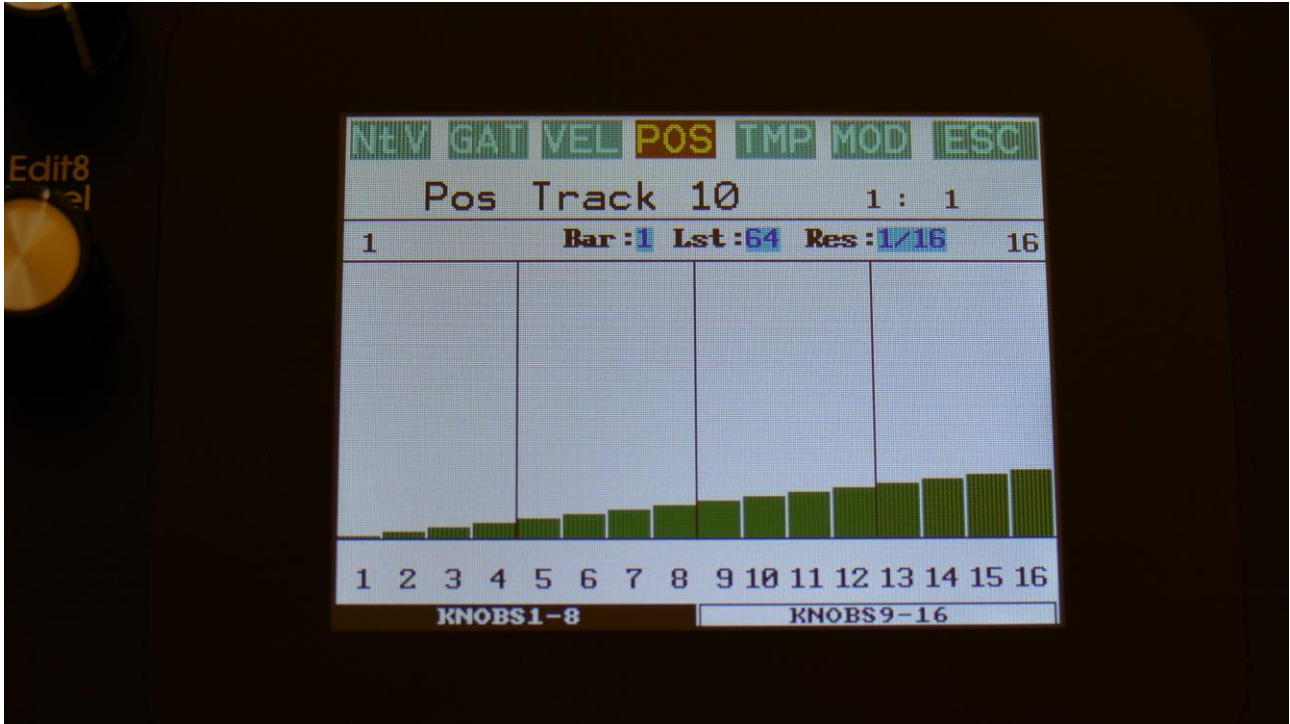 NtV GAT VEL POS TMP MOD ESC
Edit8
Pos Track 10 1: 1
1 Bar:1 Lst:64 Res:1/16 16
1 2 3 4 5 6 7 8 9 10 11 12 13 14 15 16
KNOBS1-8 KNOBS9-16